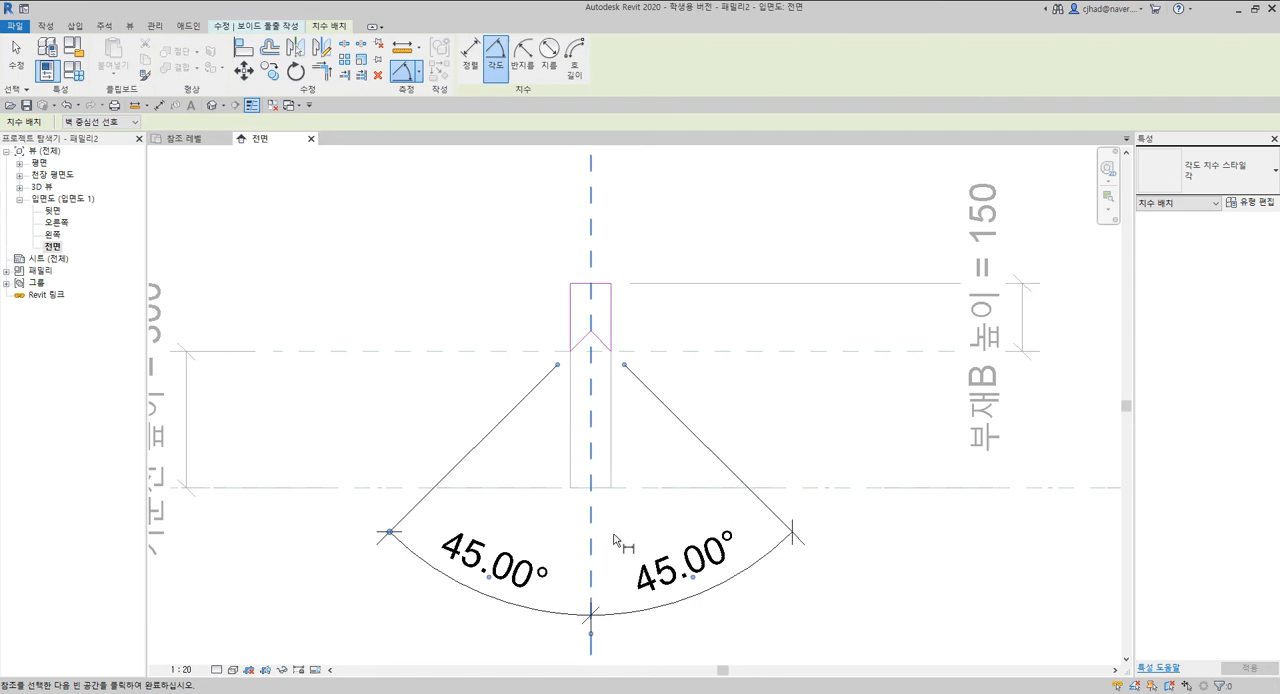 Autodesk Revit 2020 - 학생용 버전 - 패밀리2 - 입면도: 전면
cjhad@naver....
파일 작성 삽입 주석 뷰 관리 애드인 수정 | 보이드 돌출 작성 치수 배치
수정 붙여넣기 절단 결합 정렬 각도 반지름 지름 호 길이
선택 특성 클립보드 형상 수정 측정 작성 치수
치수 배치 벽 중심선 선호
프로젝트 탐색기 - 패밀리2
뷰 (전체)
평면
천장 평면도
3D 뷰
입면도 (입면도 1)
뒷면
오른쪽
왼쪽
전면
시트 (전체)
패밀리
그룹
Revit 링크
참조 레벨
전면
부재B 높이 = 150
45.00°
45.00°
특성
각도 치수 스타일
각
치수 배치
유형 편집
1 : 20
특성 도움말
적용
참조를 선택한 다음 빈 공간을 클릭하여 완료하십시오.
:0